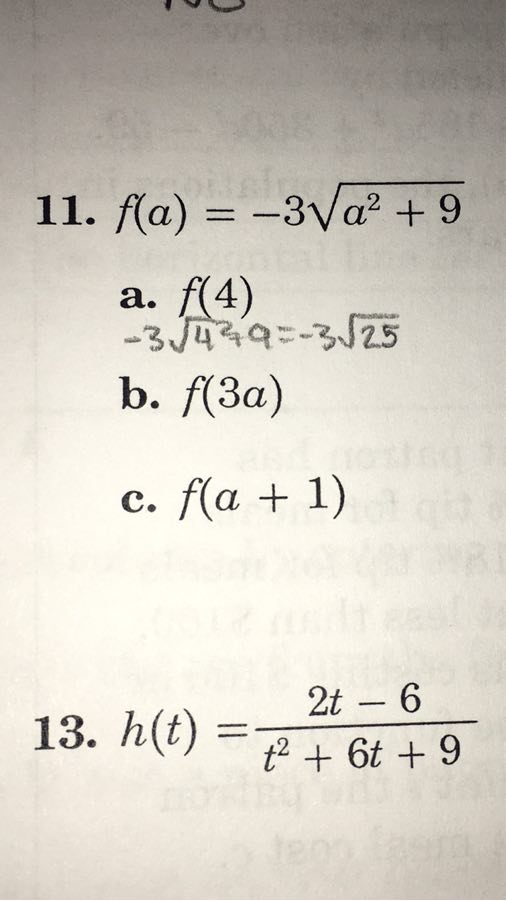 11. f(a) = −3√a² + 9
a. f(4)
-3√4²+9=-3√25
b. f(3a)
c. f(a + 1)
13. h(t) = 2t − 6
t² + 6t + 9